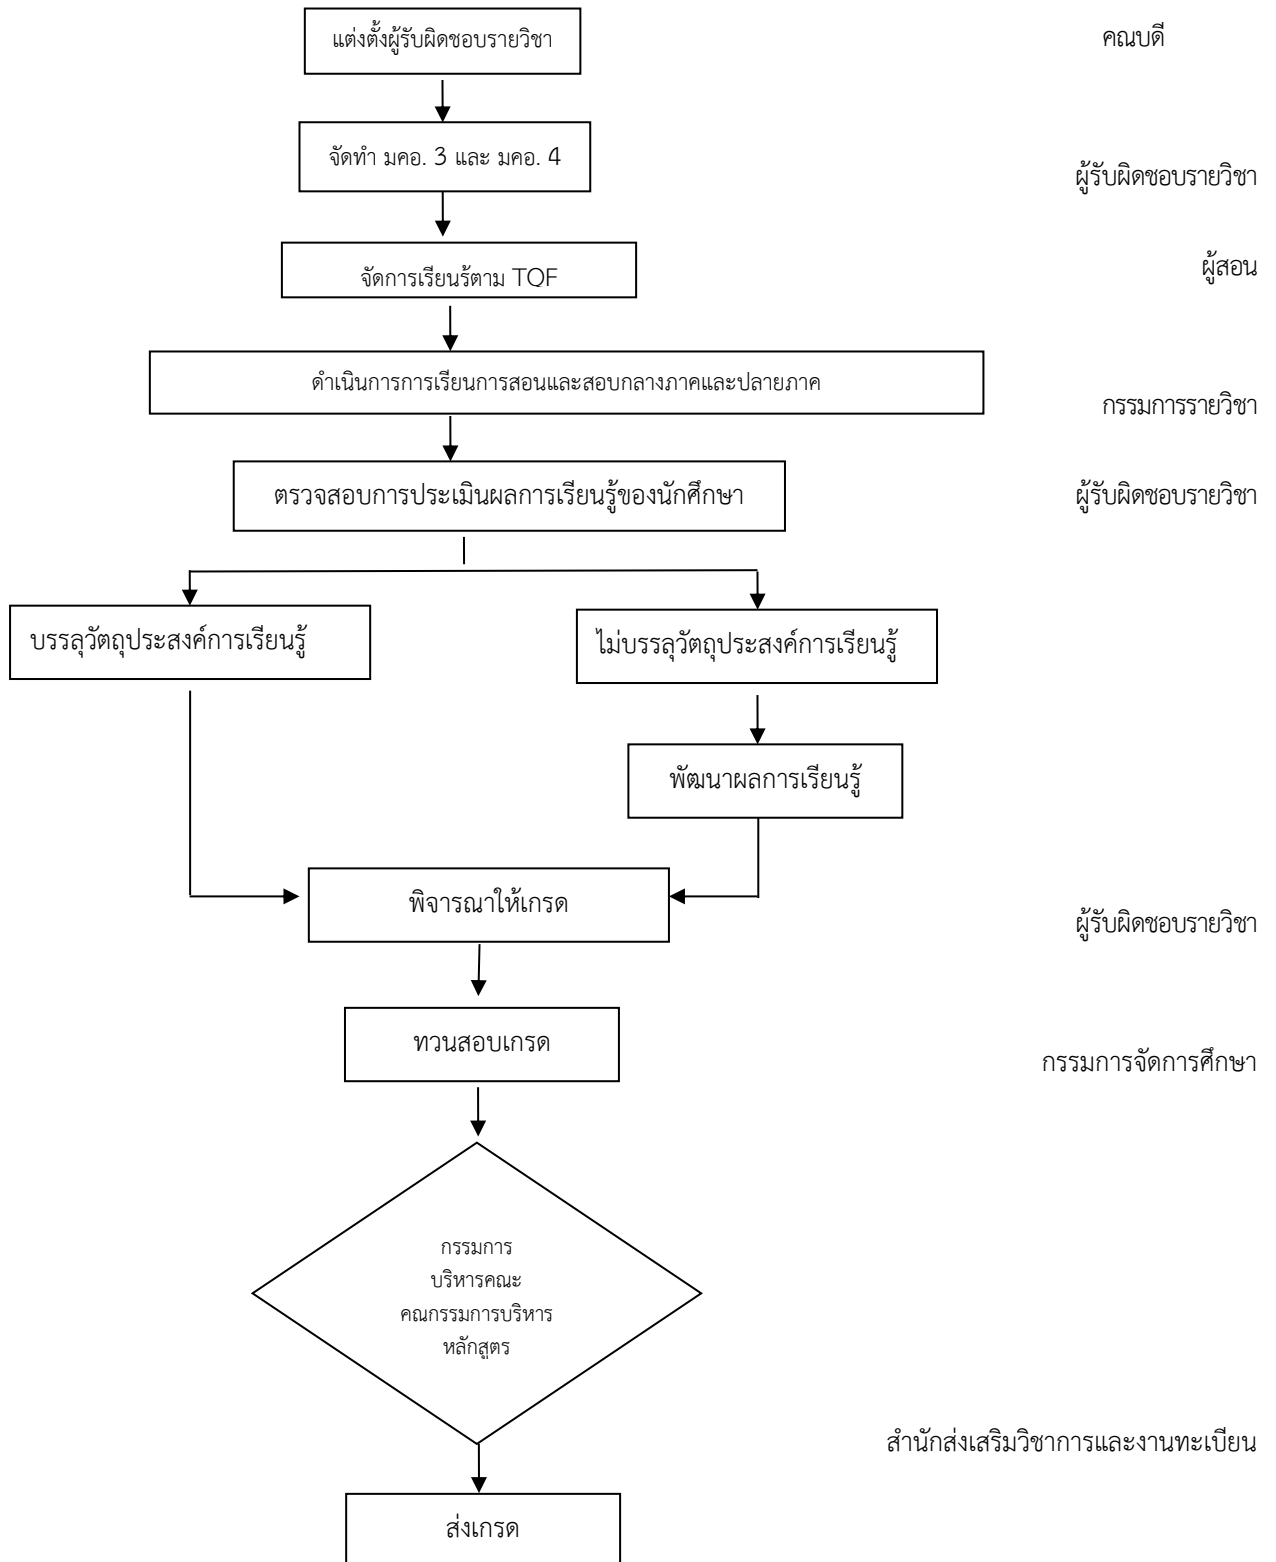 แต่งตั้งผู้รับผิดชอบรายวิชา
คณบดี
จัดทำ มคอ. 3 และ มคอ. 4
ผู้รับผิดชอบรายวิชา
จัดการเรียนรู้ตาม TQF
ผู้สอน
ดำเนินการการเรียนการสอนและสอบกลางภาคและปลายภาค
กรรมการรายวิชา
ตรวจสอบการประเมินผลการเรียนรู้ของนักศึกษา
ผู้รับผิดชอบรายวิชา
บรรลุวัตถุประสงค์การเรียนรู้
ไม่บรรลุวัตถุประสงค์การเรียนรู้
พัฒนาผลการเรียนรู้
พิจารณาให้เกรด
ผู้รับผิดชอบรายวิชา
ทวนสอบเกรด
กรรมการจัดการศึกษา
กรรมการ
บริหารคณะ
คณกรรมการบริหาร
หลักสูตร
สำนักส่งเสริมวิชาการและงานทะเบียน
ส่งเกรด